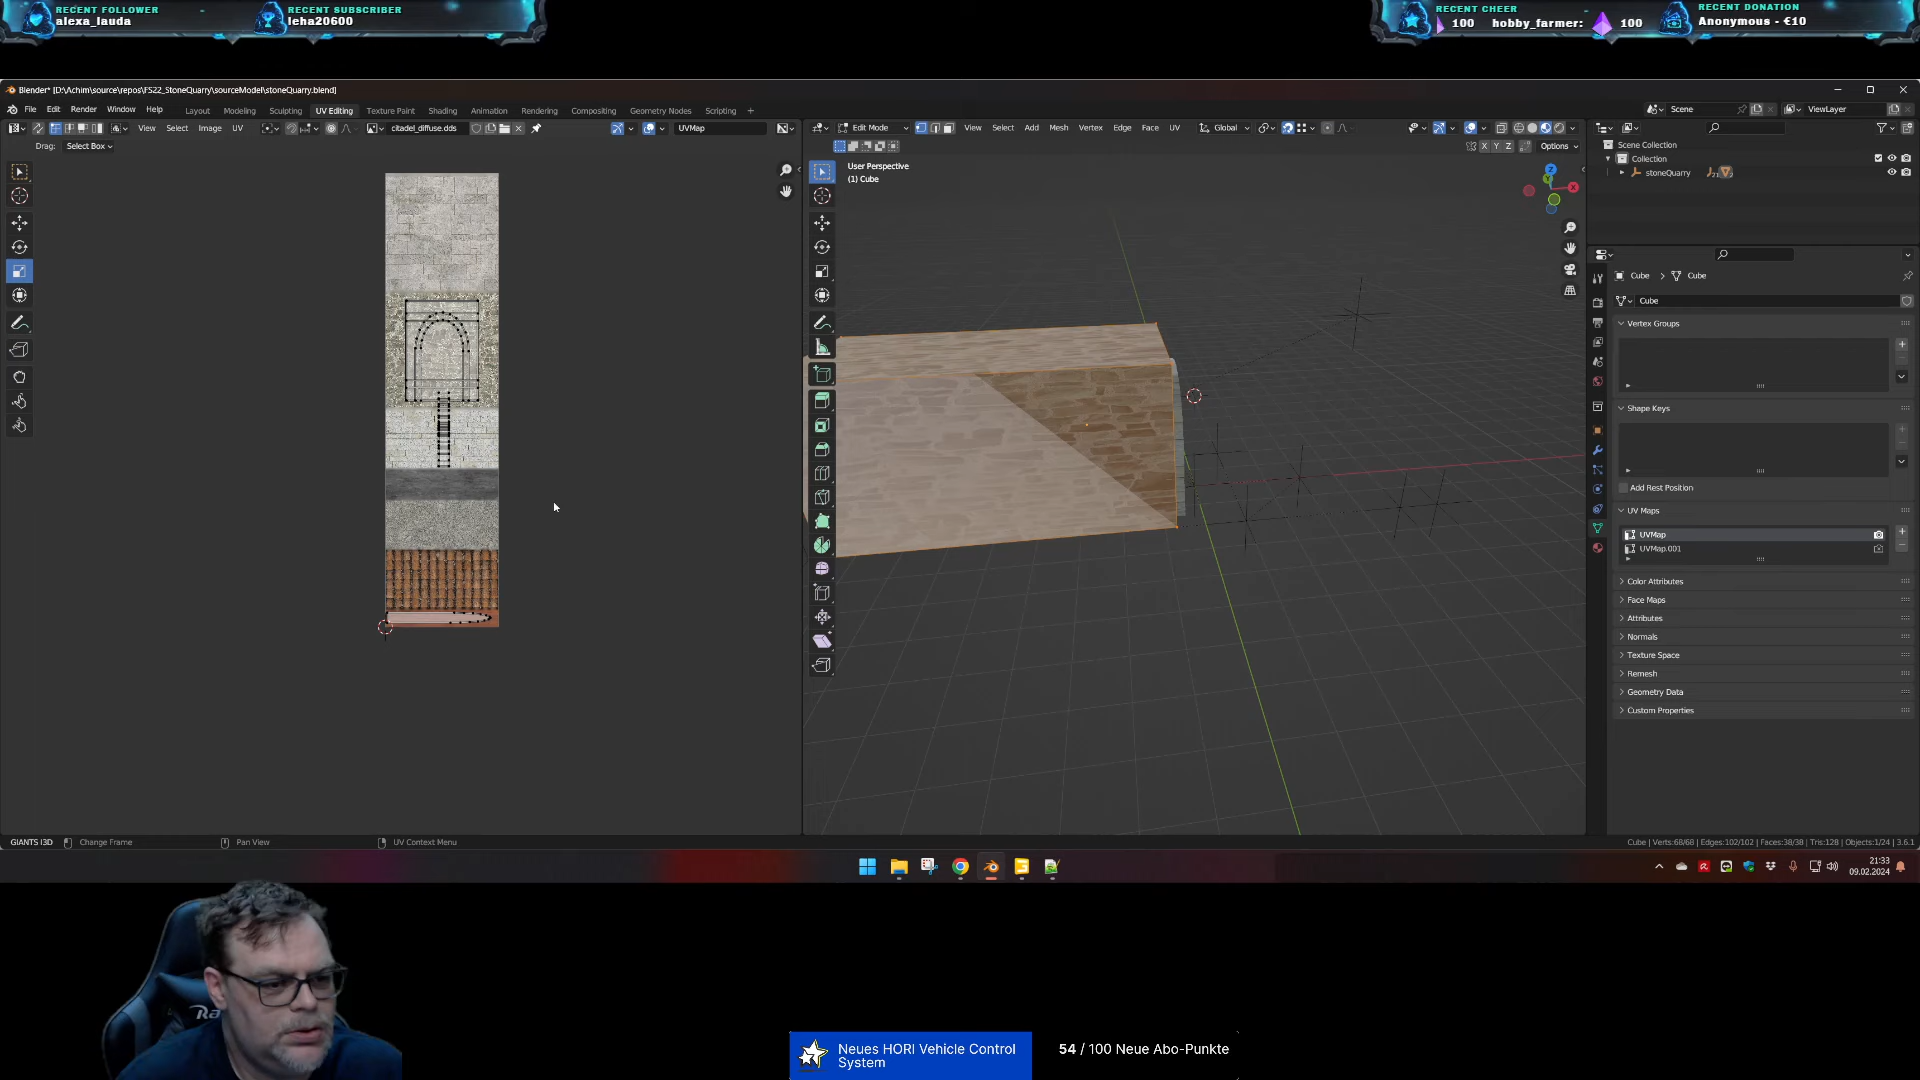 RECENT FOLLOWER
alexa_lauda
RECENT SUBSCRIBER
leha20600
RECENT CHEER
100 hobby_farmer: 100
RECENT DONATION
Anonymous - €10
Blender* [D:\Achim\source\repos\FS22_StoneQuarry\sourceModel\stoneQuarry.blend]
File Edit Render Window Help
Layout Modeling Sculpting UV Editing Texture Paint Shading Animation Rendering Compositing Geometry Nodes Scripting +
Scene
ViewLayer
View Select Image UV
citadel_diffuse.dds
UVMap
Edit Mode
View Select Add Mesh Vertex Edge Face UV
Global
Drag: Select Box
X Y Z
Options
User Perspective
(1) Cube
Scene Collection
Collection
stoneQuarry
Cube > Cube
Cube
Vertex Groups
Shape Keys
Add Rest Position
UV Maps
UVMap
UVMap.001
Color Attributes
Face Maps
Attributes
Normals
Texture Space
Remesh
Geometry Data
Custom Properties
GIANTS I3D
Change Frame
Pan View
UV Context Menu
Cube | Verts:68/68 | Edges:102/102 | Faces:38/38 | Tris:128 | Objects:1/24 | 3.6.1
21:33
09.02.2024
Neues HORI Vehicle Control
System
54 / 100 Neue Abo-Punkte